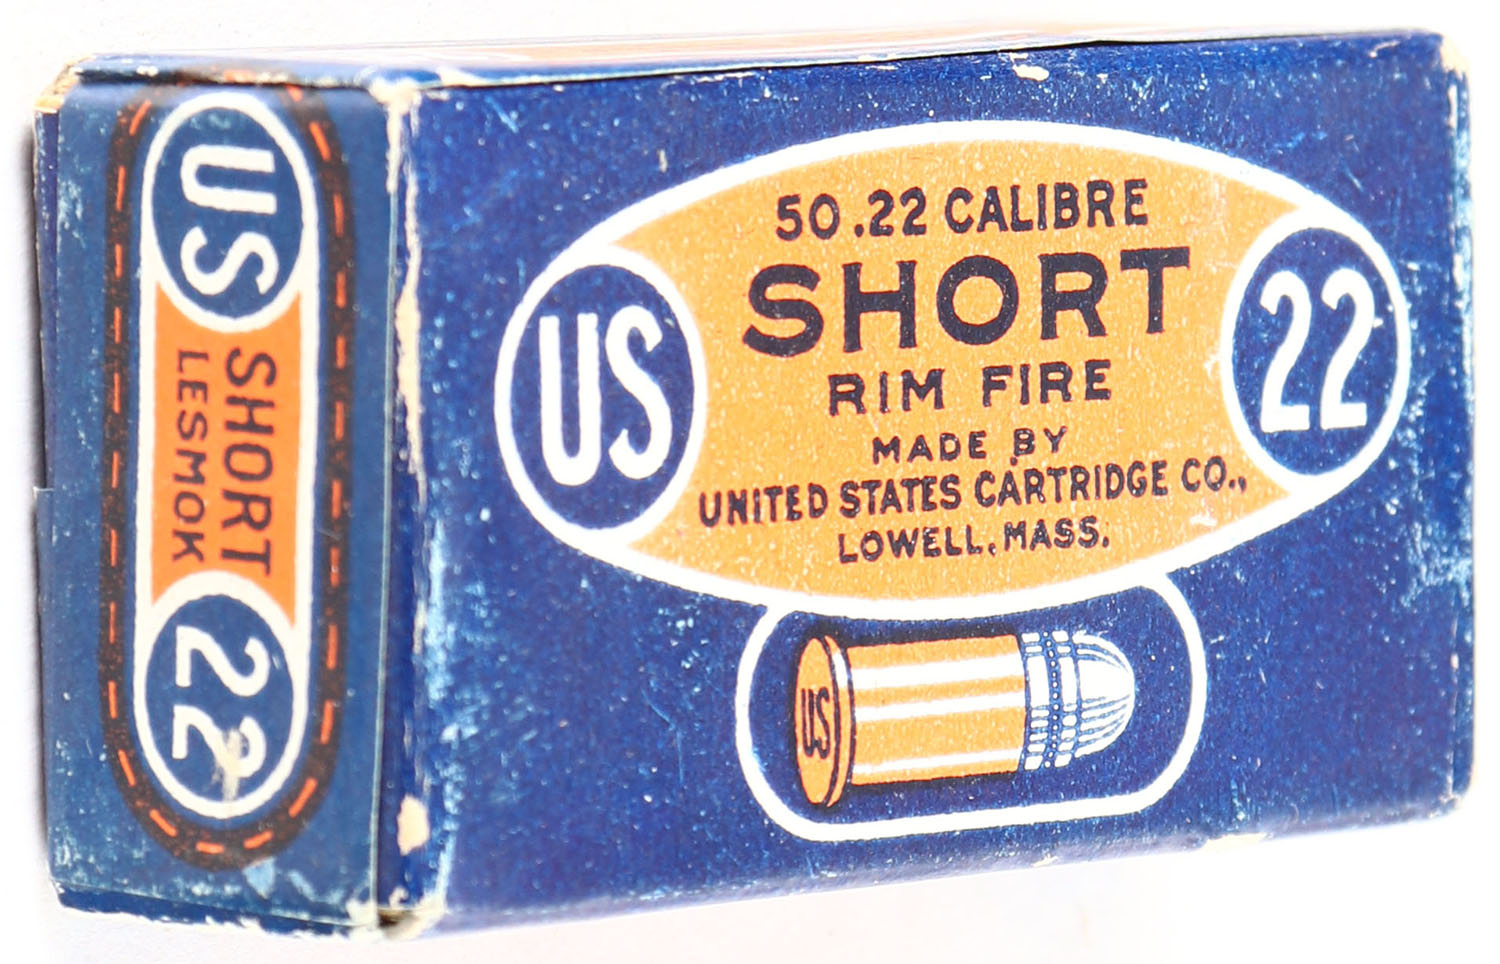 US
SHORT
LESMOK
22
50 .22 CALIBRE
SHORT
RIM FIRE
MADE BY
UNITED STATES CARTRIDGE CO.,
LOWELL, MASS.
US
22
US